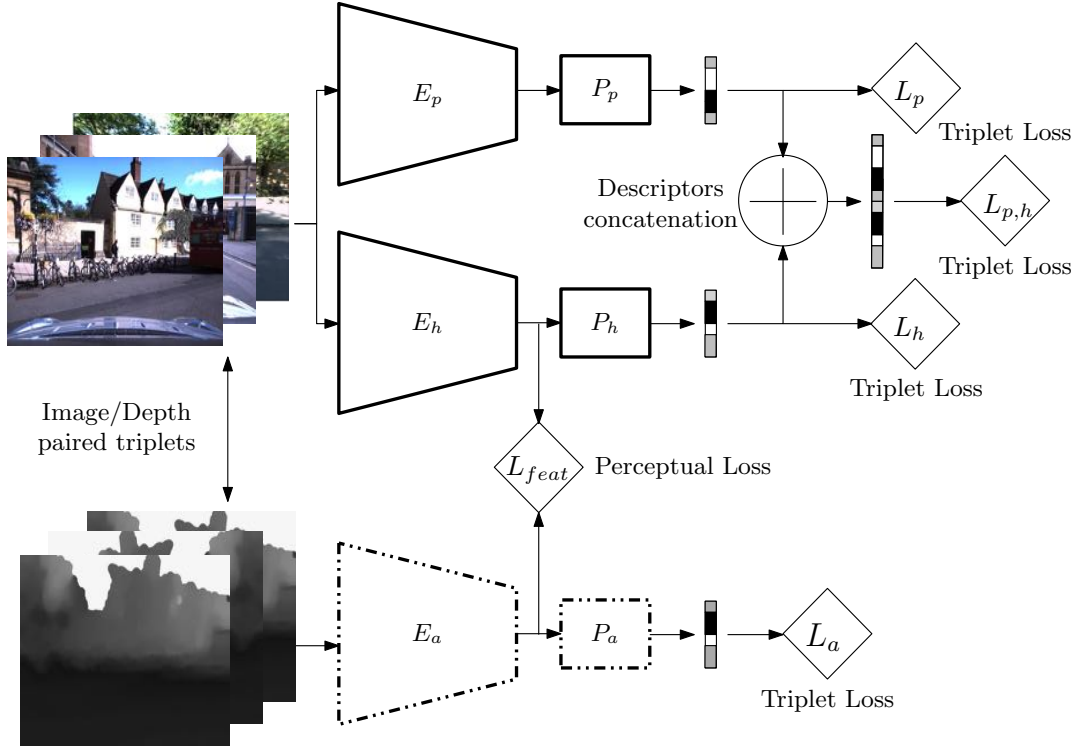 E_p
P_p
L_p
Triplet Loss
Descriptors
concatenation
L_{p,h}
Triplet Loss
E_h
P_h
L_h
Triplet Loss
Image/Depth
paired triplets
L_{feat}
Perceptual Loss
E_a
P_a
L_a
Triplet Loss